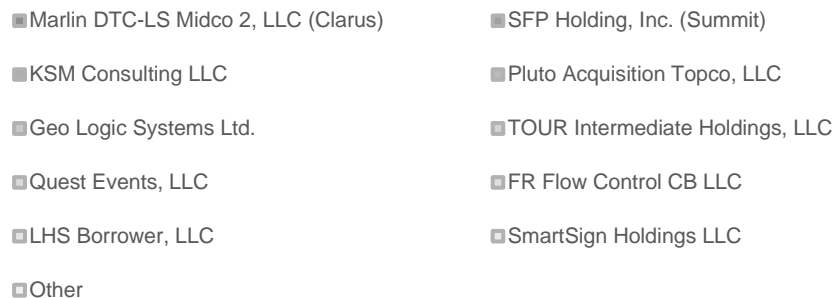 Marlin DTC-LS Midco 2, LLC (Clarus)
SFP Holding, Inc. (Summit)
KSM Consulting LLC
Pluto Acquisition Topco, LLC
Geo Logic Systems Ltd.
TOUR Intermediate Holdings, LLC
Quest Events, LLC
FR Flow Control CB LLC
LHS Borrower, LLC
SmartSign Holdings LLC
Other